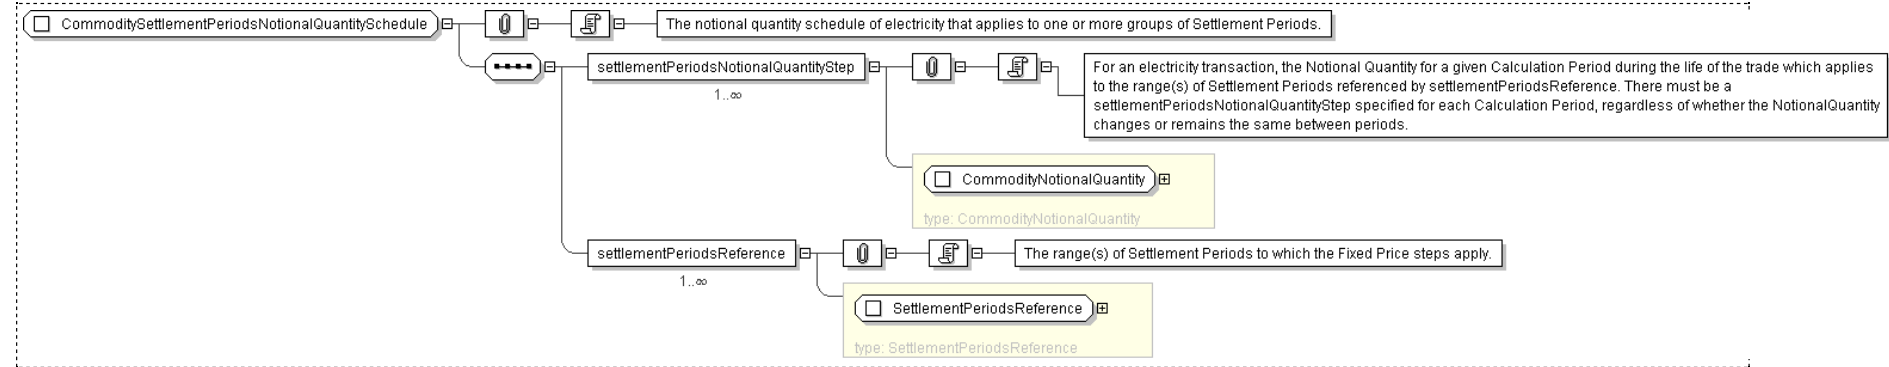 CommoditySettlementPeriodsNotionalQuantitySchedule
The notional quantity schedule of electricity that applies to one or more groups of Settlement Periods.
settlementPeriodsNotionalQuantityStep
1..∞
For an electricity transaction, the Notional Quantity for a given Calculation Period during the life of the trade which applies
to the range(s) of Settlement Periods referenced by settlementPeriodsReference. There must be a
settlementPeriodsNotionalQuantityStep specified for each Calculation Period, regardless of whether the NotionalQuantity
changes or remains the same between periods.
CommodityNotionalQuantity
type: CommodityNotionalQuantity
settlementPeriodsReference
1..∞
The range(s) of Settlement Periods to which the Fixed Price steps apply.
SettlementPeriodsReference
type: SettlementPeriodsReference